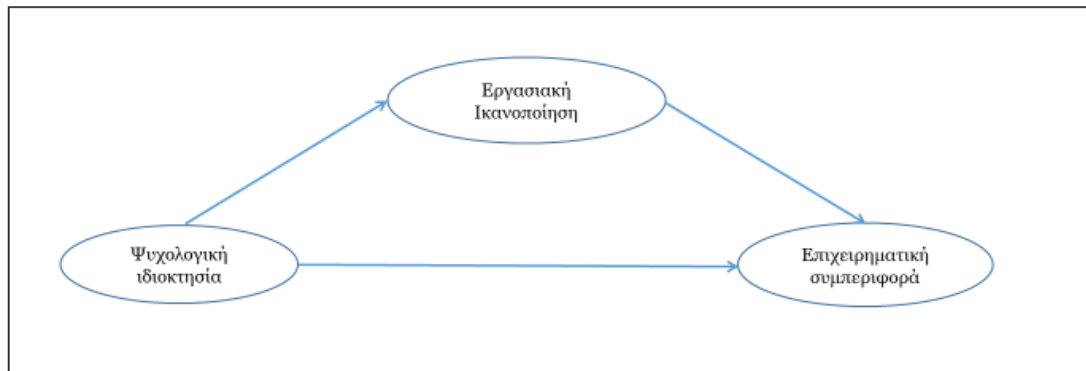 Εργασιακή
Ικανοποίηση
Ψυχολογική
ιδιοκτησία
Επιχειρηματική
συμπεριφορά